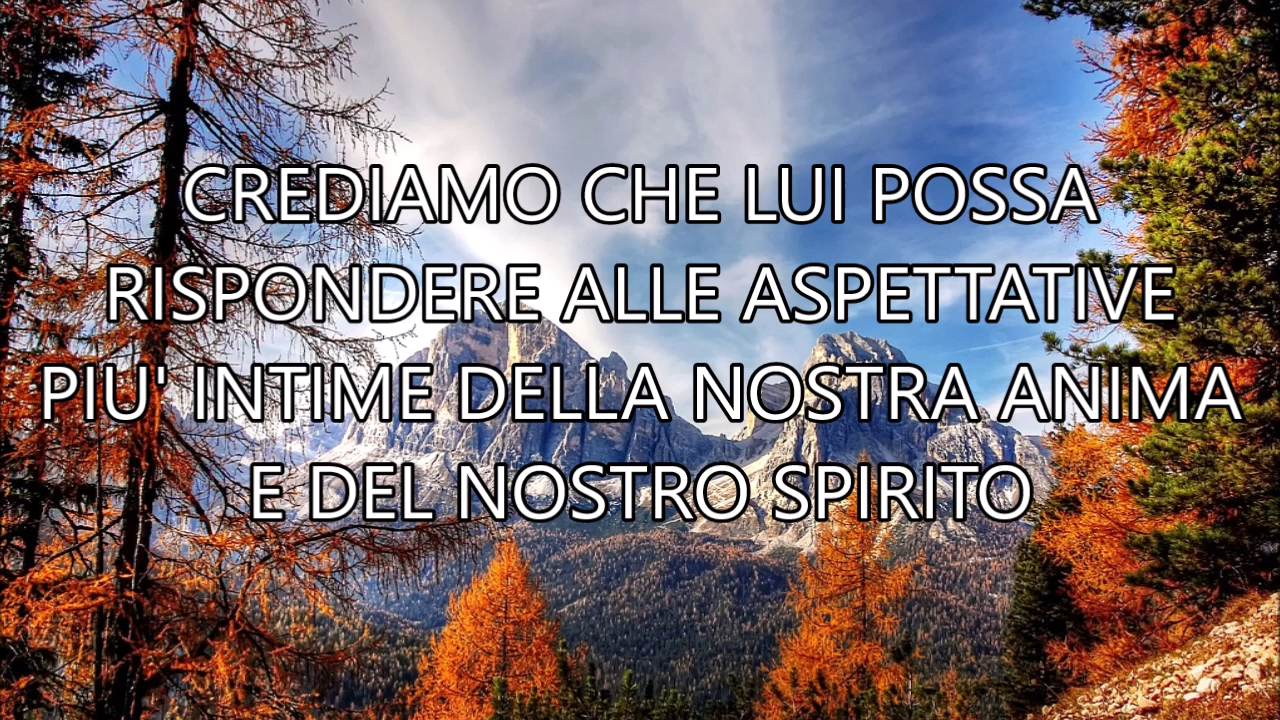 CREDIAMO CHE LUI POSSA
RISPONDERE ALLE ASPETTATIVE
PIU' INTIME DELLA NOSTRA ANIMA
E DEL NOSTRO SPIRITO